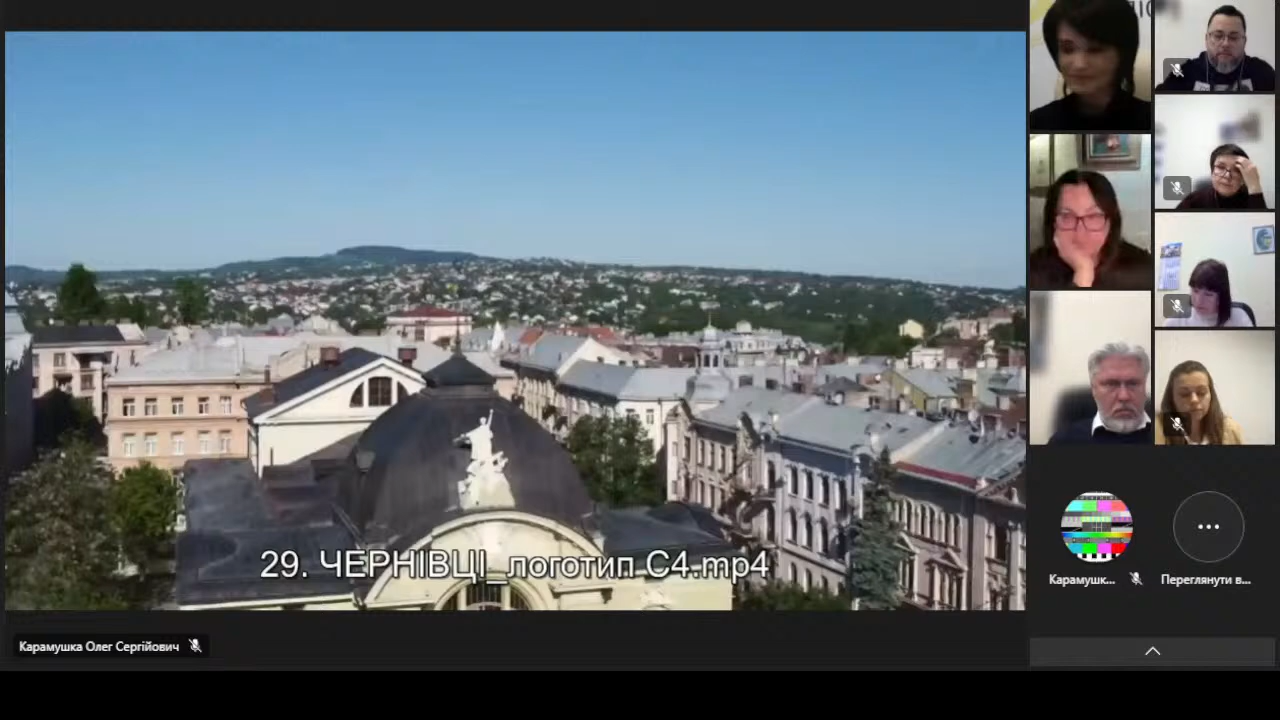 29. ЧЕРНІВЦІ_логотип С4.mp4
Карамушка Олег Сергійович
Карамушк...
Переглянути в...